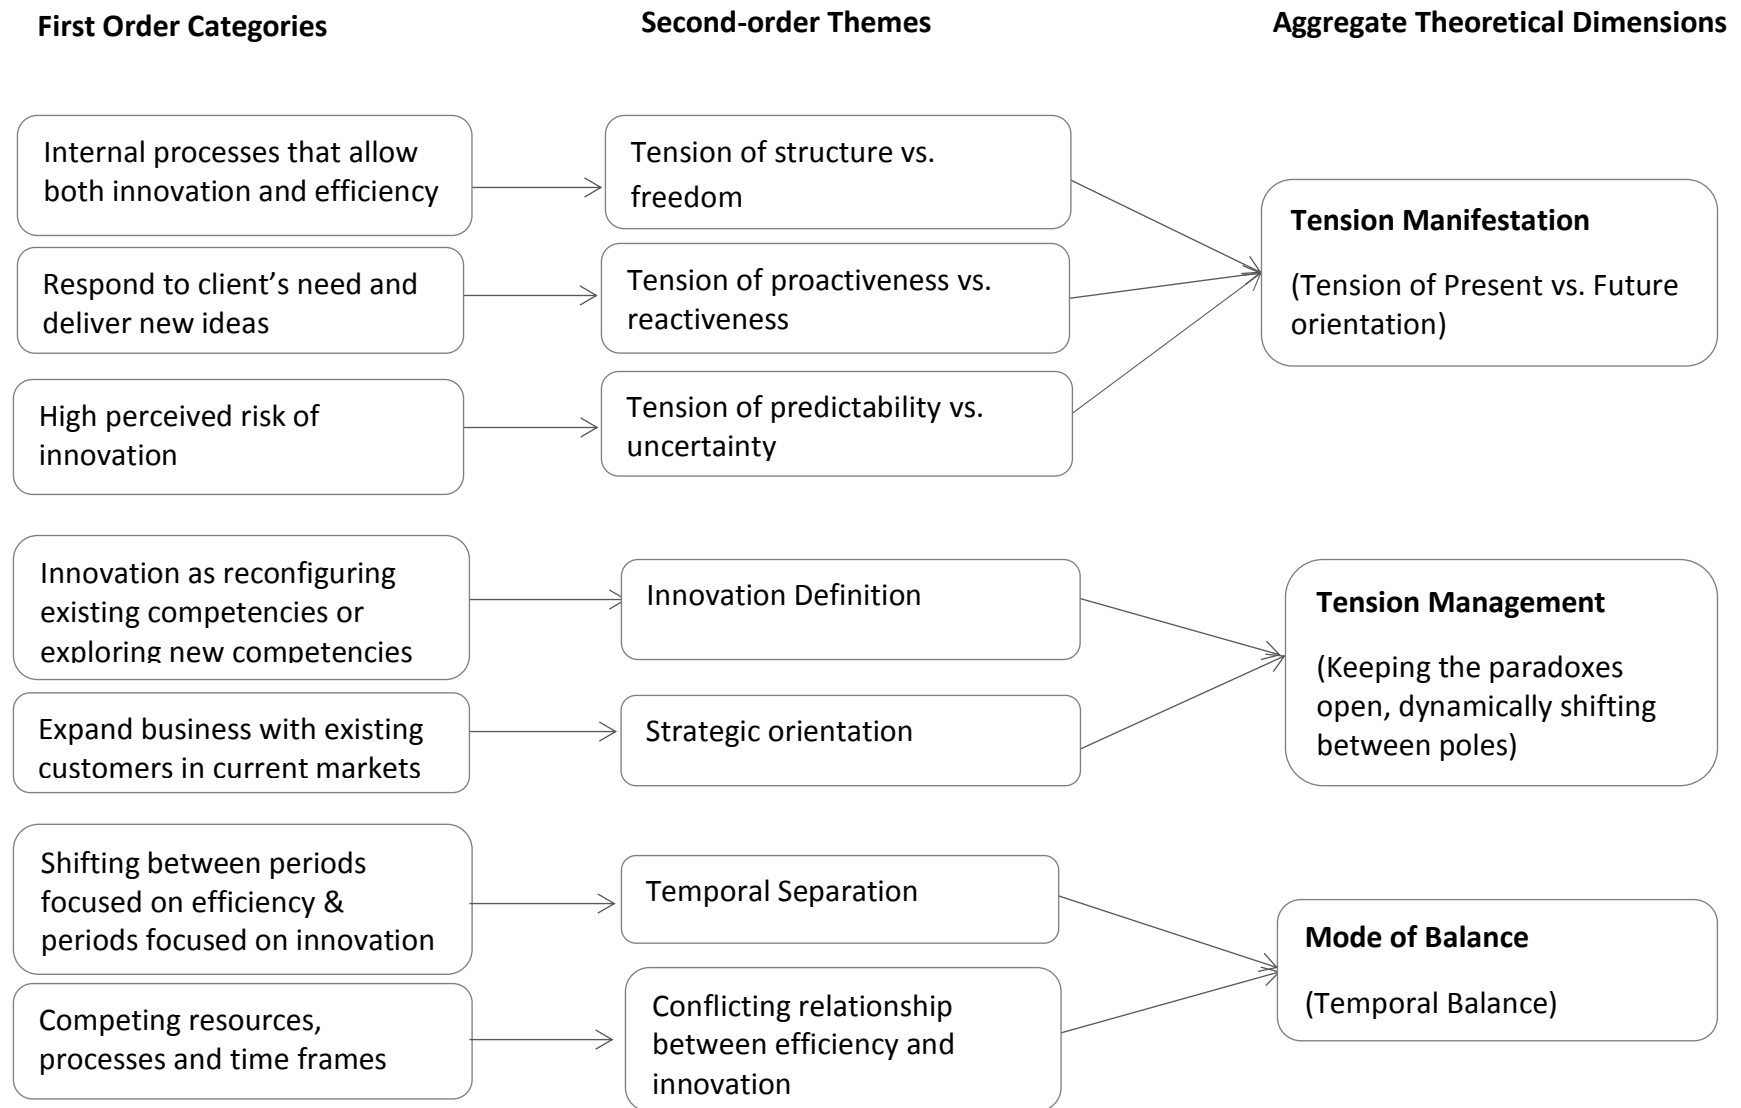 First Order Categories
Second-order Themes
Aggregate Theoretical Dimensions
Internal processes that allow
both innovation and efficiency
Tension of structure vs.
freedom
Tension Manifestation
(Tension of Present vs. Future
orientation)
Respond to client’s need and
deliver new ideas
Tension of proactiveness vs.
reactiveness
High perceived risk of
innovation
Tension of predictability vs.
uncertainty
Innovation as reconfiguring
existing competencies or
exploring new competencies
Innovation Definition
Tension Management
(Keeping the paradoxes
open, dynamically shifting
between poles)
Expand business with existing
customers in current markets
Strategic orientation
Shifting between periods
focused on efficiency &
periods focused on innovation
Temporal Separation
Mode of Balance
(Temporal Balance)
Competing resources,
processes and time frames
Conflicting relationship
between efficiency and
innovation